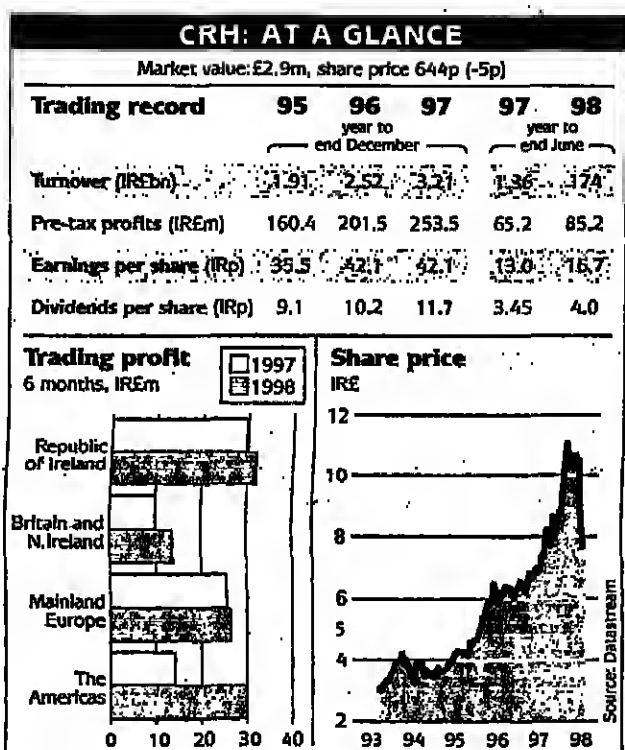 CRH: AT A GLANCE
Market value: £2.9m, share price 644p (-5p)
Trading record 95 96 97 97 98
year to end December year to end June
Turnover (IR£bn) 1.91 2.52 3.21 1.36 174
Pre-tax profits (IR£m) 160.4 201.5 253.5 65.2 85.2
Earnings per share (IRp) 35.5 42.1 42.1 13.0 16.7
Dividends per share (IRp) 9.1 10.2 11.7 3.45 4.0
Trading profit
6 months, IR£m
1997
1998
Republic
of Ireland
Britain and
N.Ireland
Mainland
Europe
The
Americas
0 10 20 30 40
Share price
IR£
12
10
8
6
5
4
2
93 94 95 96 97 98
Source: Datastream